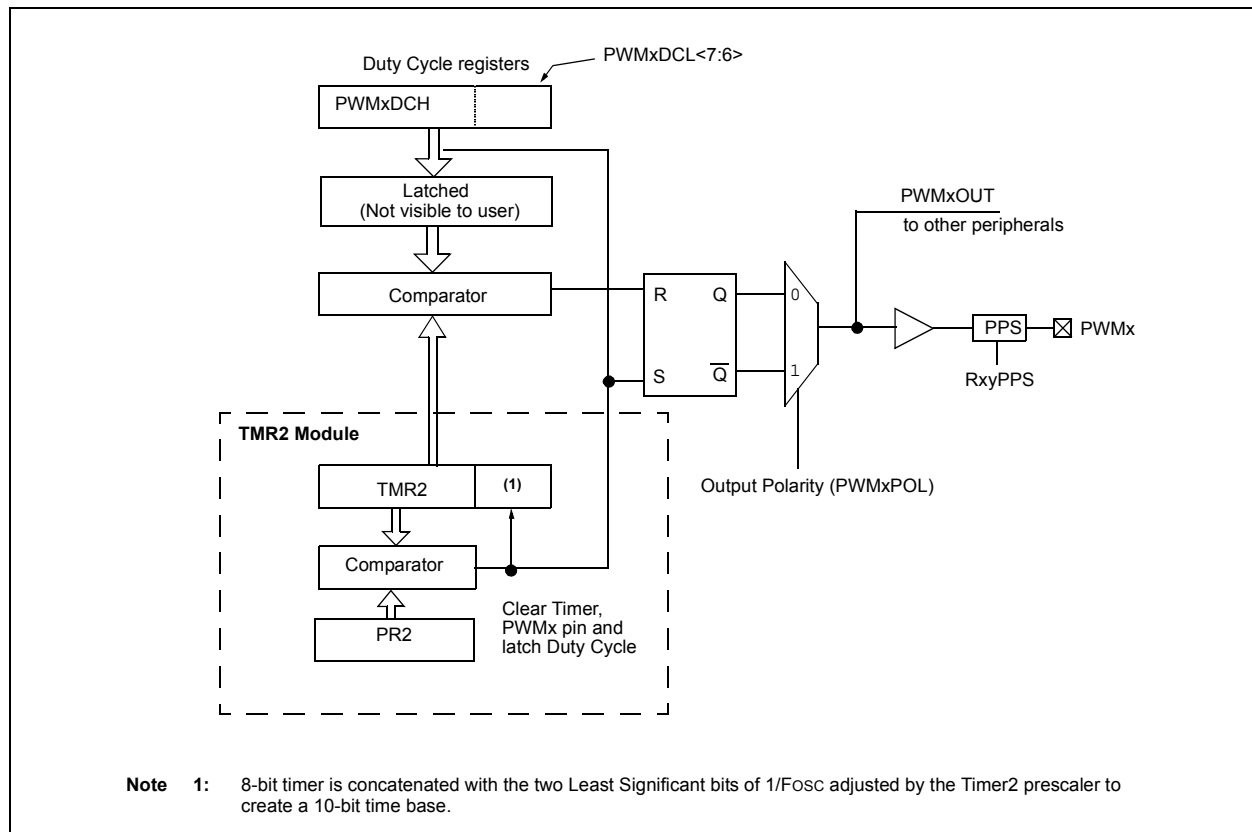 Duty Cycle registers
PWMxDCL<7:6>
PWMxDCH
Latched
(Not visible to user)
Comparator
R
Q
S
Q
0
1
PWMxOUT
to other peripherals
PPS
PWMx
RxyPPS
Output Polarity (PWMxPOL)
TMR2 Module
TMR2
(1)
Comparator
PR2
Clear Timer,
PWMx pin and
latch Duty Cycle
Note 1: 8-bit timer is concatenated with the two Least Significant bits of 1/FOSC adjusted by the Timer2 prescaler to
create a 10-bit time base.